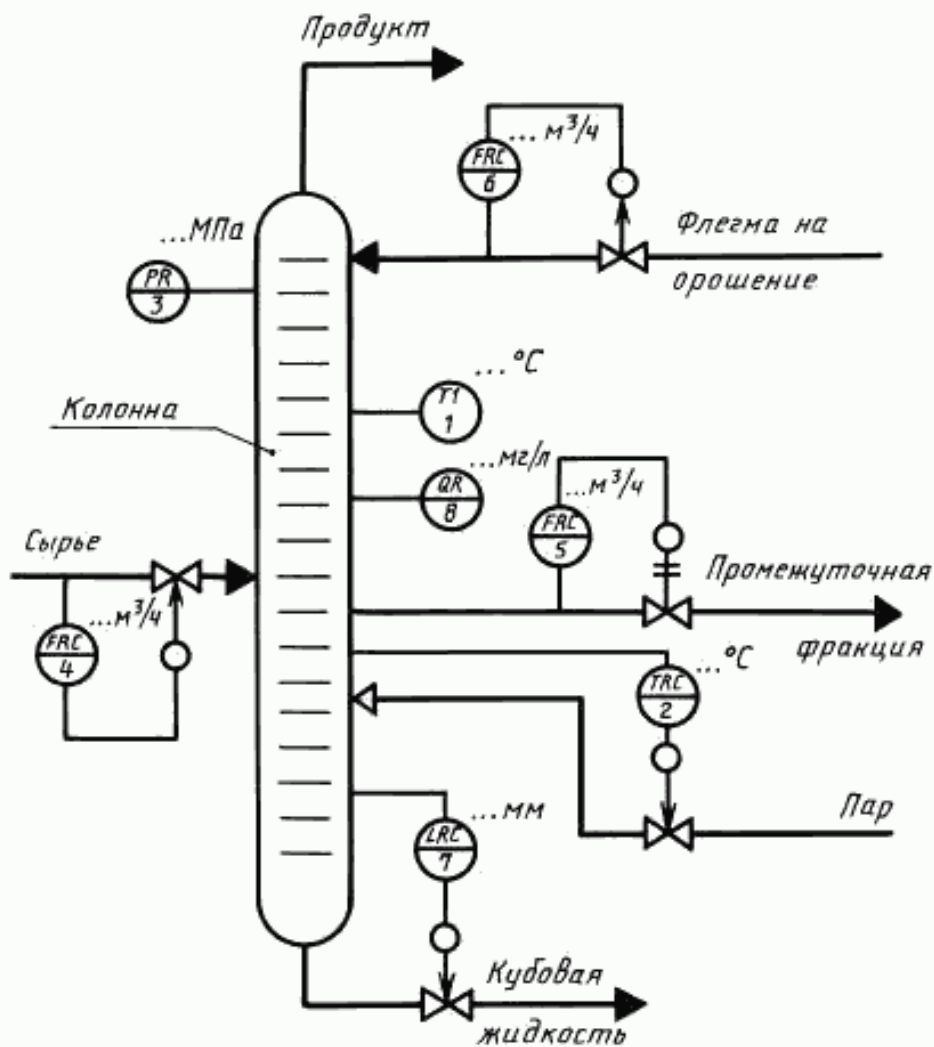 Продукт
...м³/ч
FRC
6
...МПа
Флегма на
орошение
PR
3
...°С
TI
1
Колонна
...мг/л
QR
8
...м³/ч
FRC
5
Сырье
Промежуточная
фракция
...м³/ч
FRC
4
...°С
TRC
2
Пар
...мм
LRC
7
Кубовая
жидкость